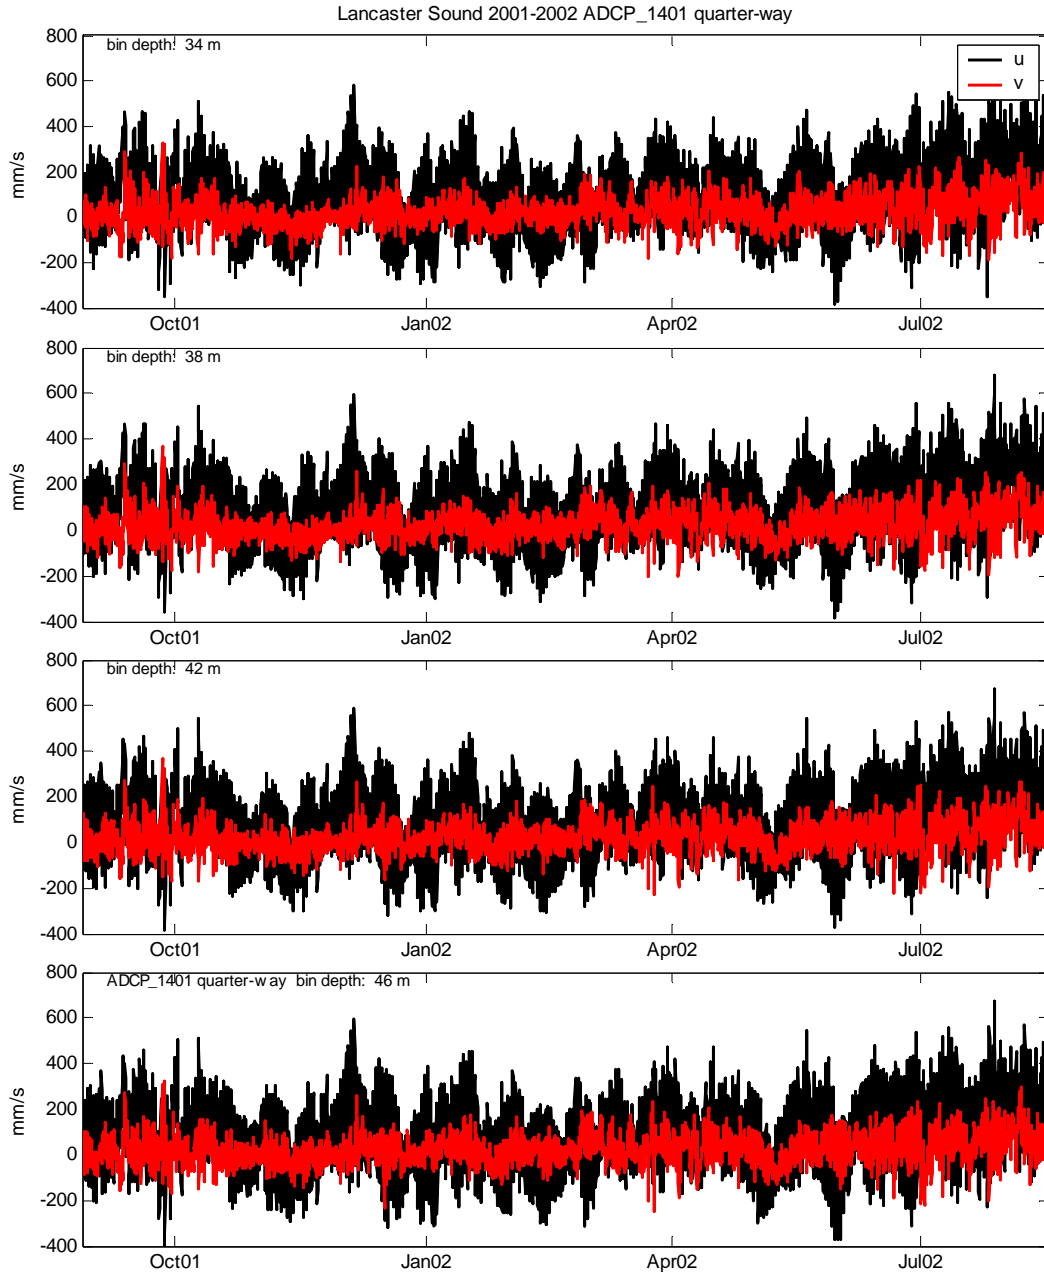 Lancaster Sound 2001-2002 ADCP_1401 quarter-way
800
bin depth: 34 m
u
v
600
400
200
0
-200
-400
mm/s
Oct01 Jan02 Apr02 Jul02
800
bin depth: 38 m
600
400
200
0
-200
-400
mm/s
Oct01 Jan02 Apr02 Jul02
800
bin depth: 42 m
600
400
200
0
-200
-400
mm/s
Oct01 Jan02 Apr02 Jul02
800
ADCP_1401 quarter-way bin depth: 46 m
600
400
200
0
-200
-400
mm/s
Oct01 Jan02 Apr02 Jul02